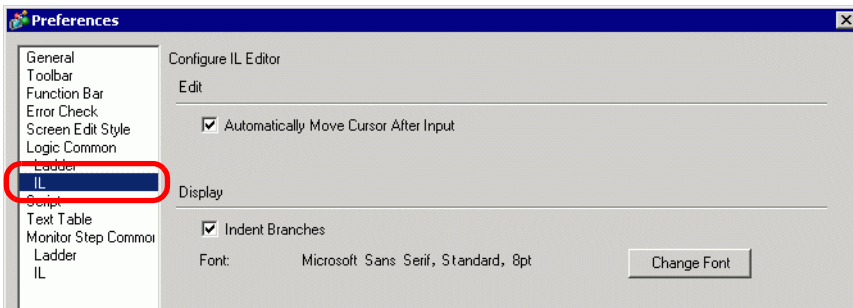 Preferences
General
Toolbar
Function Bar
Error Check
Screen Edit Style
Logic Common
Ladder
IL
Script
Text Table
Monitor Step Commo
Ladder
IL
Configure IL Editor
Edit
Automatically Move Cursor After Input
Display
Indent Branches
Font: Microsoft Sans Serif, Standard, 8pt
Change Font